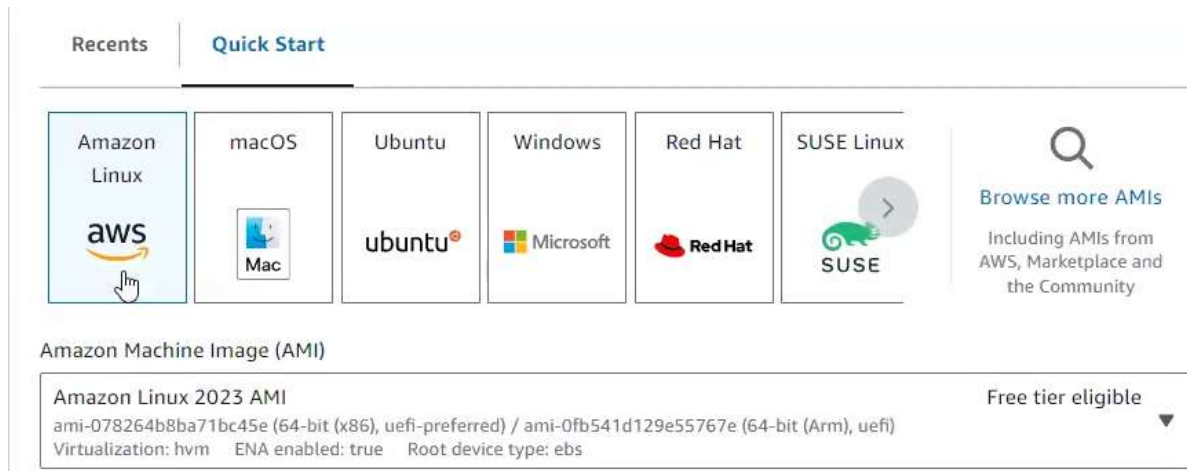 Recents Quick Start
Amazon Linux
aws
macOS
Mac
Ubuntu
ubuntu®
Windows
Microsoft
Red Hat
Red Hat
SUSE Linux
SUSE
Browse more AMIs
Including AMIs from
AWS, Marketplace and
the Community
Amazon Machine Image (AMI)
Amazon Linux 2023 AMI Free tier eligible
ami-078264b8ba71bc45e (64-bit (x86), uefi-preferred) / ami-0fb541d129e55767e (64-bit (Arm), uefi)
Virtualization: hvm ENA enabled: true Root device type: ebs